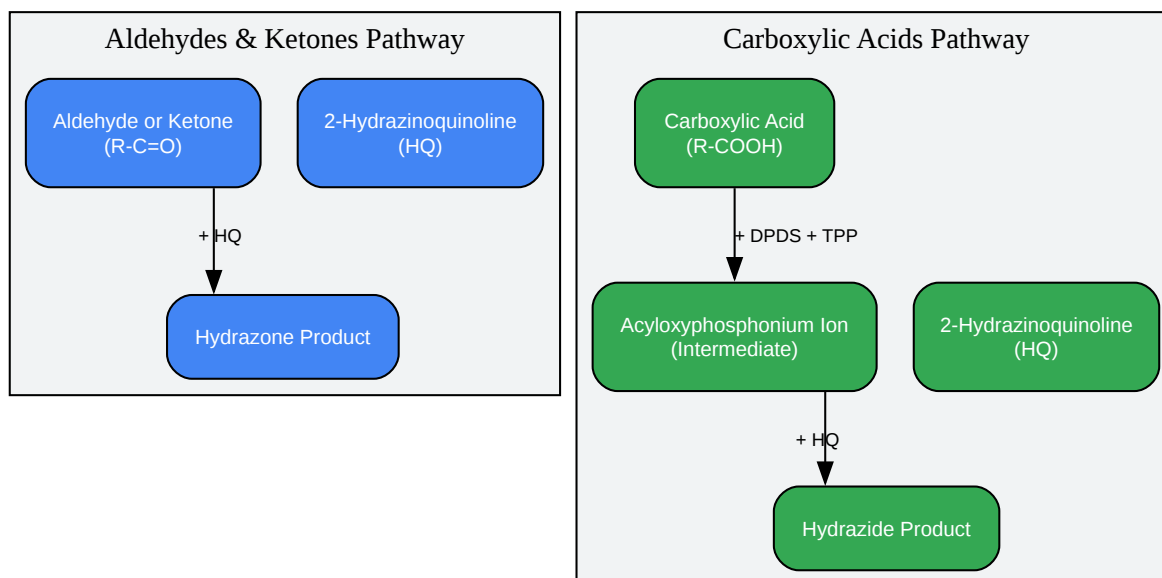 Aldehydes & Ketones Pathway
Aldehyde or Ketone
(R-C=O)
2-Hydrazinoquinoline
(HQ)
+ HQ
Hydrazone Product
Carboxylic Acids Pathway
Carboxylic Acid
(R-COOH)
+ DPDS + TPP
Acyloxyphosphonium Ion
(Intermediate)
2-Hydrazinoquinoline
(HQ)
+ HQ
Hydrazide Product